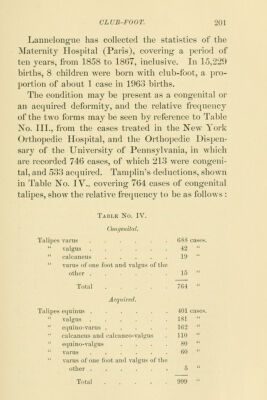 CLUB-FOOT. 201
Lannelongue has collected the statistics of the
Maternity Hospital (Paris), covering a period of
ten years, from 1858 to 1867, inclusive. In 15,229
births, 8 children were born with club-foot, a pro-
portion of about 1 case in 1963 births.
The condition may be present as a congenital or
an acquired deformity, and the relative frequency
of the two forms may be seen by reference to Table
No. III., from the cases treated in the New York
Orthopedic Hospital, and the Orthopedic Dispen-
sary of the University of Pennsylvania, in which
are recorded 746 cases, of which 213 were congeni-
tal, and 533 acquired. Tamplin's deductions, shown
in Table No. IV., covering 764 cases of congenital
talipes, show the relative frequency to be as follows:
TABLE NO. IV.
Congenital.
Talipes varus . . . . . . 688 cases.
" valgus . . . . . . 42 "
" calcaneus . . . . . 19 "
" varus of one foot and valgus of the
other . . . . . . 15 "
Total . . . . . 764 "
Acquired.
Talipes equinus . . . . . . 401 cases.
" valgus . . . . . . 181 "
" equino-varus . . . . . 162 "
" calcaneus and calcaneo-valgus . 110 "
" equino-valgus . . . . . 80 "
" varus . . . . . . 60 "
" varus of one foot and valgus of the
other . . . . . . 5 "
Total . . . . . 999 "